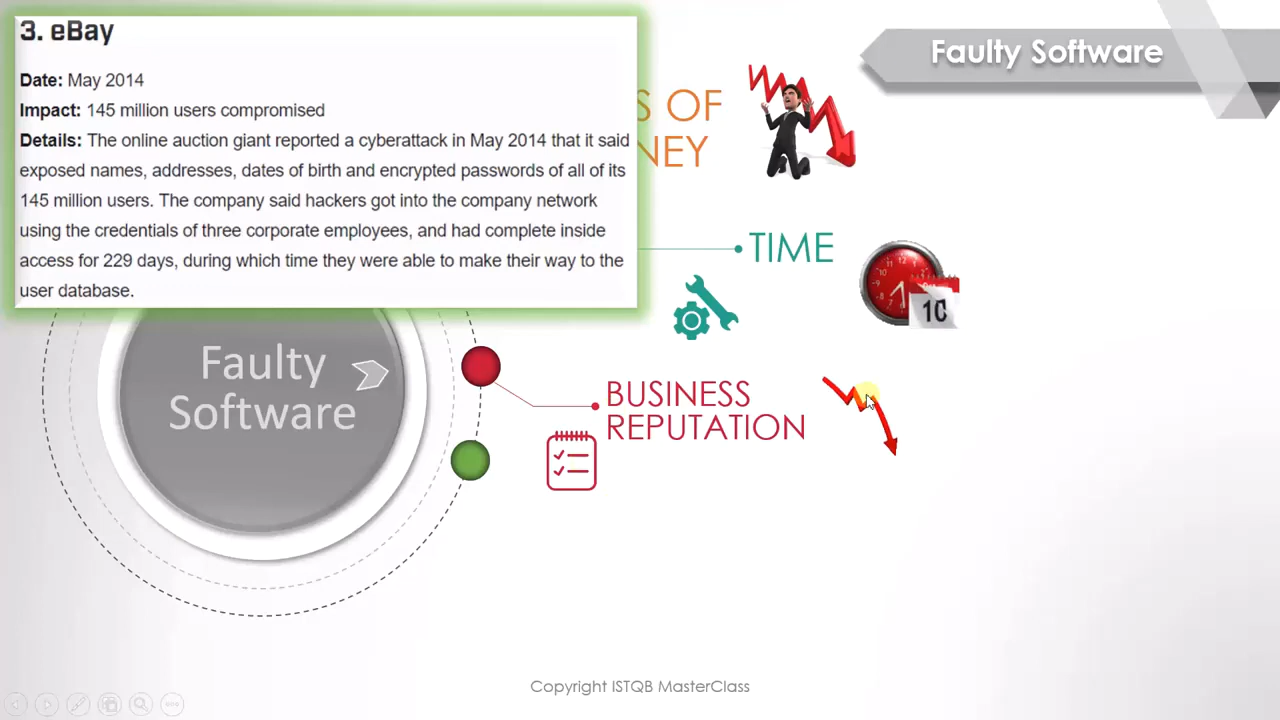 3. eBay
Date: May 2014
Impact: 145 million users compromised
Details: The online auction giant reported a cyberattack in May 2014 that it said
exposed names, addresses, dates of birth and encrypted passwords of all of its
145 million users. The company said hackers got into the company network
using the credentials of three corporate employees, and had complete inside
access for 229 days, during which time they were able to make their way to the
user database.
Faulty Software
S OF
NEY
TIME
10
Faulty
Software
BUSINESS
REPUTATION
Copyright ISTQB MasterClass